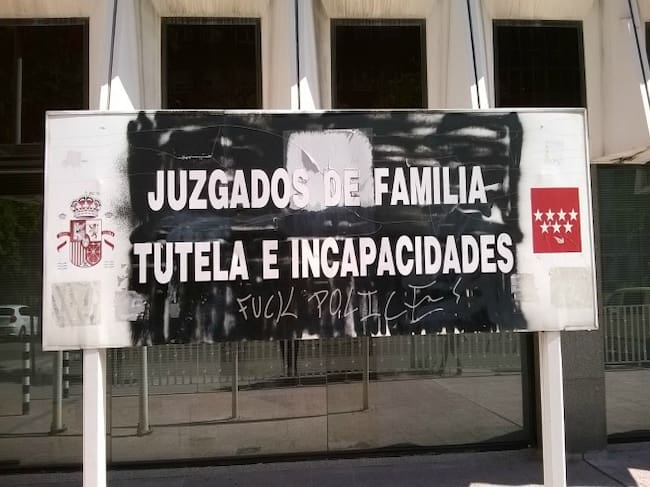 JUZGADOS DE FAMILIA
TUTELA E INCAPACIDADES
FUCK POLICE